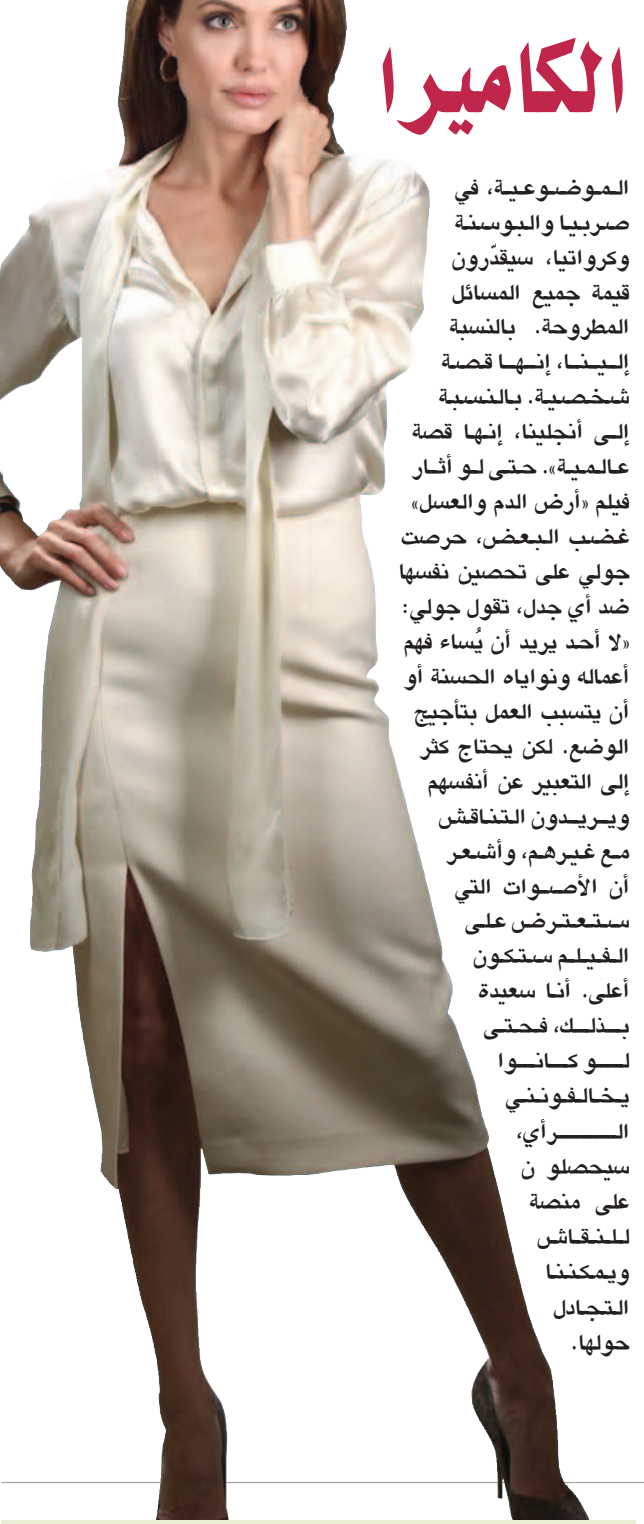 الكاميرا
الموضوعية، في
صربيا والبوسنة
وكرواتيا، سيقدّرون
قيمة جميع المسائل
المطروحة. بالنسبة
إلينا، إنها قصة
شخصية. بالنسبة
إلى أنجلينا، إنها قصة
عالمية». حتى لو أثار
فيلم «أرض الدم والعسل»
غضب البعض، حرصت
جولي على تحصين نفسها
ضد أي جدل، تقول جولي:
«لا أحد يريد أن يُساء فهم
أعماله ونواياه الحسنة أو
أن يتسبب العمل بتأجيج
الوضع. لكن يحتاج كثر
إلى التعبير عن أنفسهم
ويريدون التناقش
مع غيرهم، وأشعر
أن الأصوات التي
ستعترض على
الفيلم ستكون
أعلى. أنا سعيدة
بذلك، فحتى
لو كانوا
يخالفونني
الرأي،
سيحصلو ن
على منصة
للنقاش
ويمكننا
التجادل
حولها.